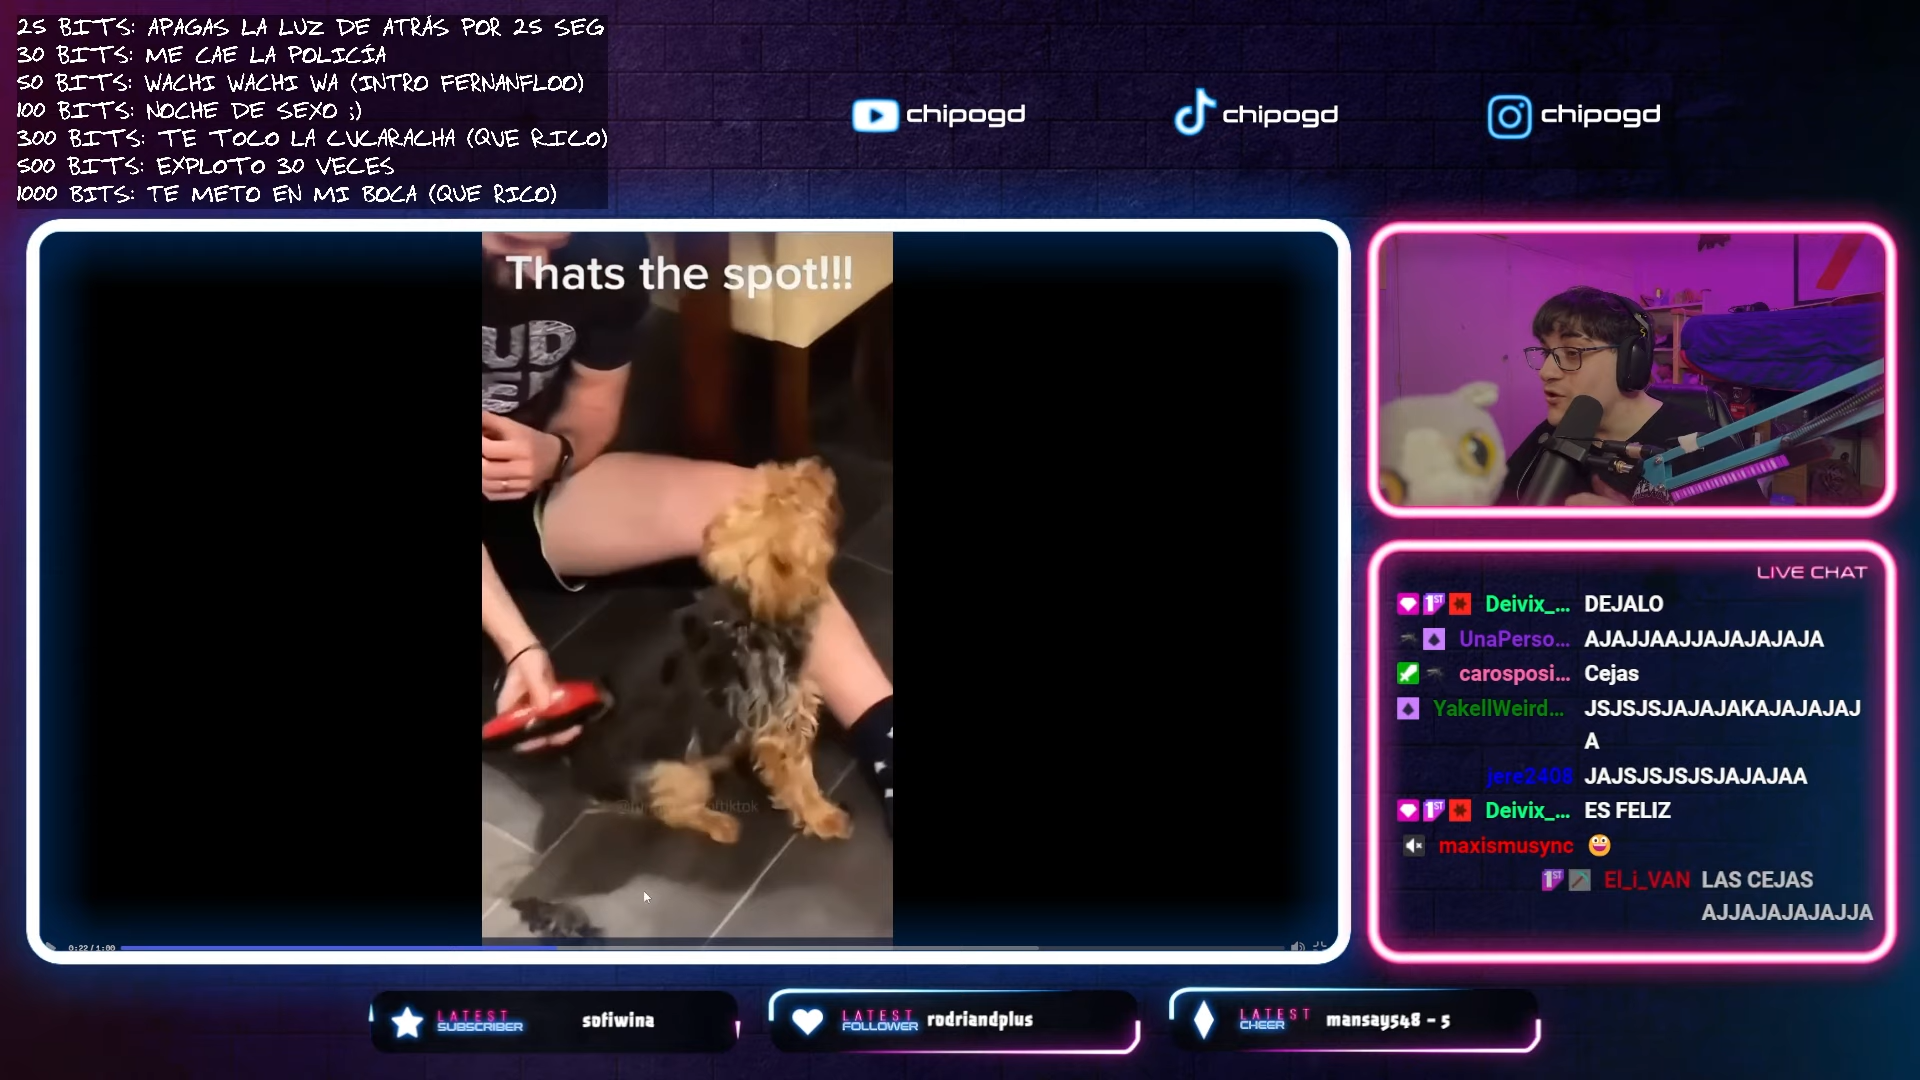 25 BITS: APAGAS LA LUZ DE ATRÁS POR 25 SEG
30 BITS: ME CAE LA POLICÍA
50 BITS: WACHI WACHI WA (INTRO FERNANFLOO)
100 BITS: NOCHE DE SEXO ;)
300 BITS: TE TOCO LA CUCARACHA (QUE RICO)
500 BITS: EXPLOTO 30 VECES
1000 BITS: TE METO EN MI BOCA (QUE RICO)
chipogd
chipogd
chipogd
Thats the spot!!!
0:22 / 1:00
LIVE CHAT
Deivix_... DEJALO
UnaPerso... AJAJJAAJJAJAJAJAJA
carosposi... Cejas
YakellWeird... JSJSJSJAJAJAKAJAJAJAJ
A
jere2408 JAJSJSJSJSJAJAJAA
Deivix_... ES FELIZ
maxismusync
El_i_VAN LAS CEJAS
AJJAJAJAJAJJA
LATEST
SUBSCRIBER
sofiwina
LATEST
FOLLOWER
rodriandplus
LATEST
CHEER
mansay548 - 5